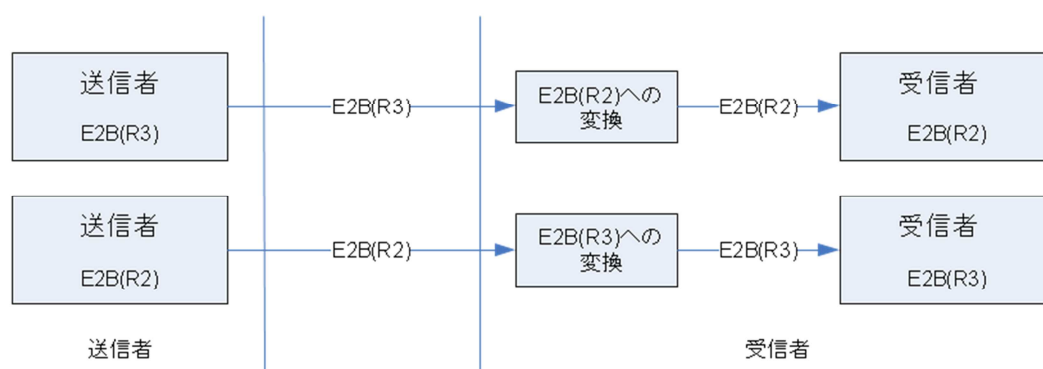 送信者
E2B(R3)
E2B(R3)
E2B(R2)への
変換
E2B(R2)
受信者
E2B(R2)
送信者
E2B(R2)
E2B(R2)
E2B(R3)への
変換
E2B(R3)
受信者
E2B(R3)
送信者
受信者